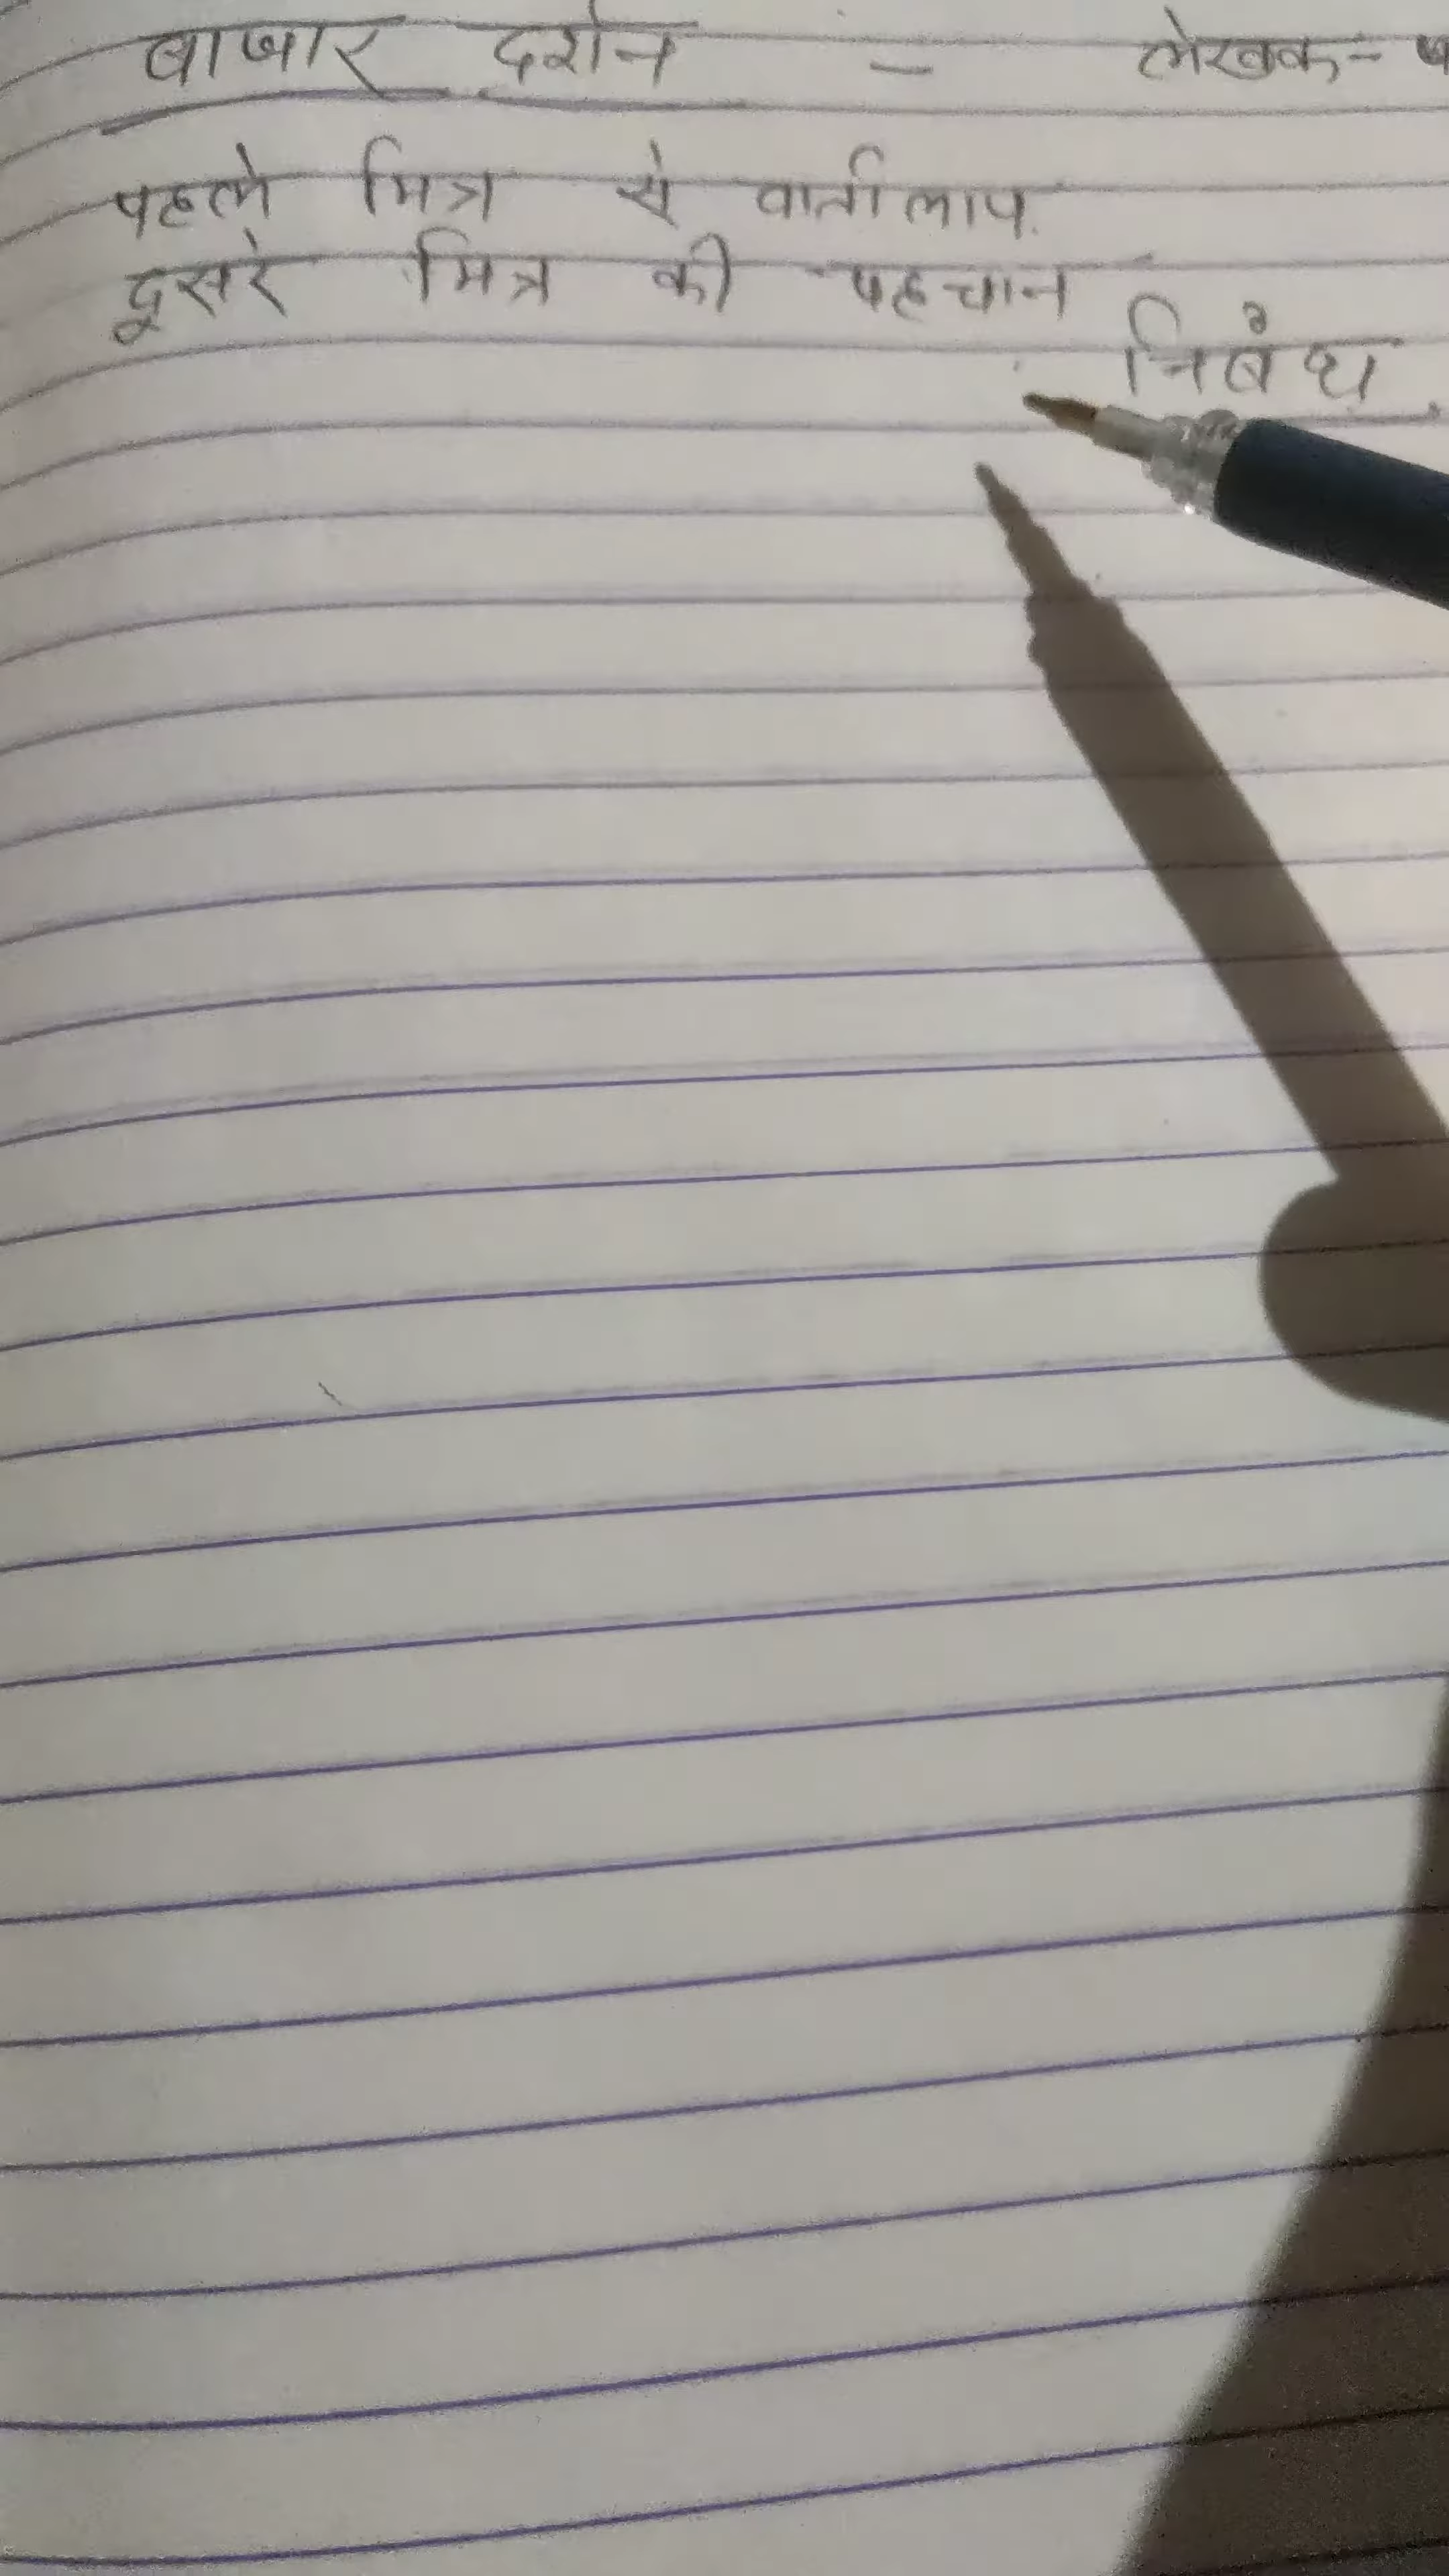 बाजार दर्शन - लेखक -
पहले मित्र से वार्तालाप
दूसरे मित्र की पहचान
निबंध